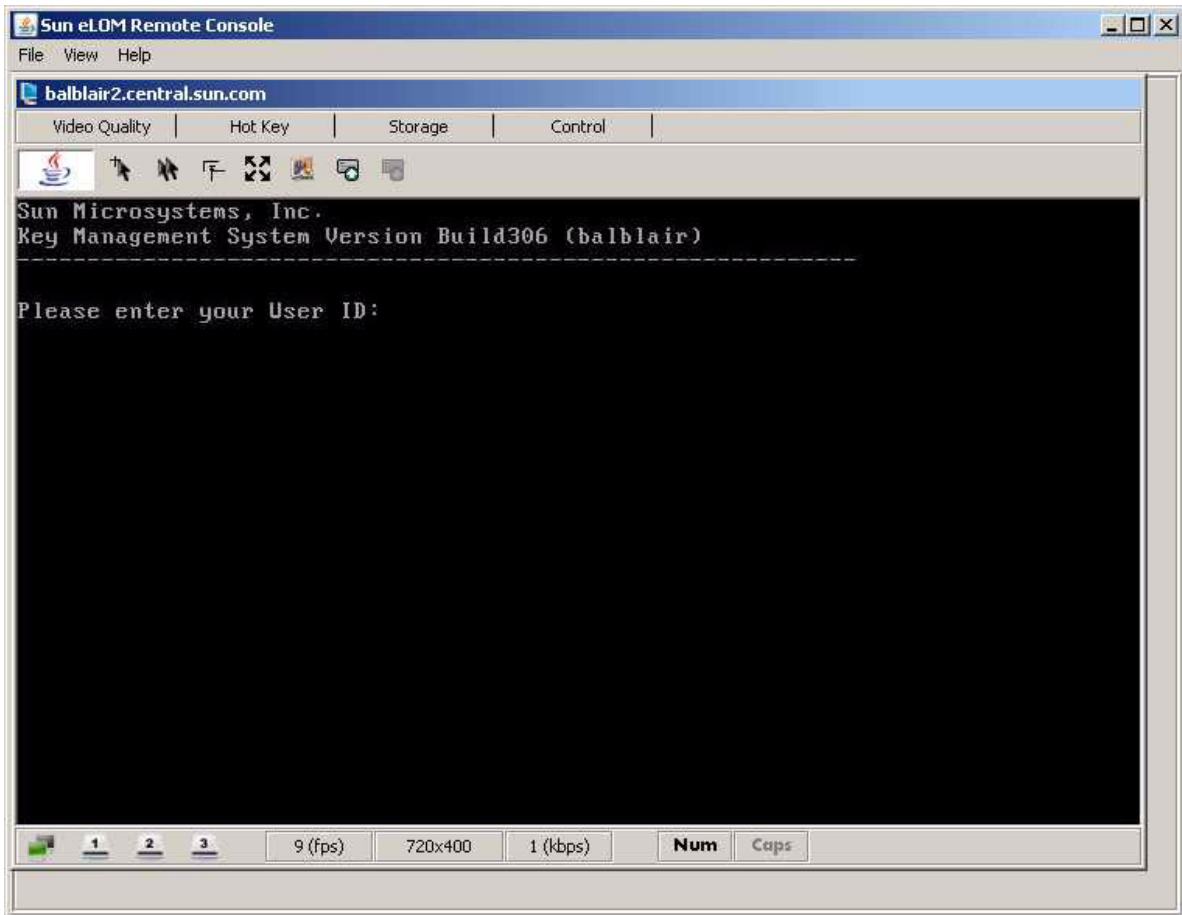 Sun eLOM Remote Console
File View Help
balblair2.central.sun.com
Video Quality | Hot Key | Storage | Control |
Sun Microsystems, Inc.
Key Management System Version Build306 (balblair)
------------------------------------------------------------
Please enter your User ID:
1 2 3 9 (fps) 720x400 1 (kbps) Num Caps